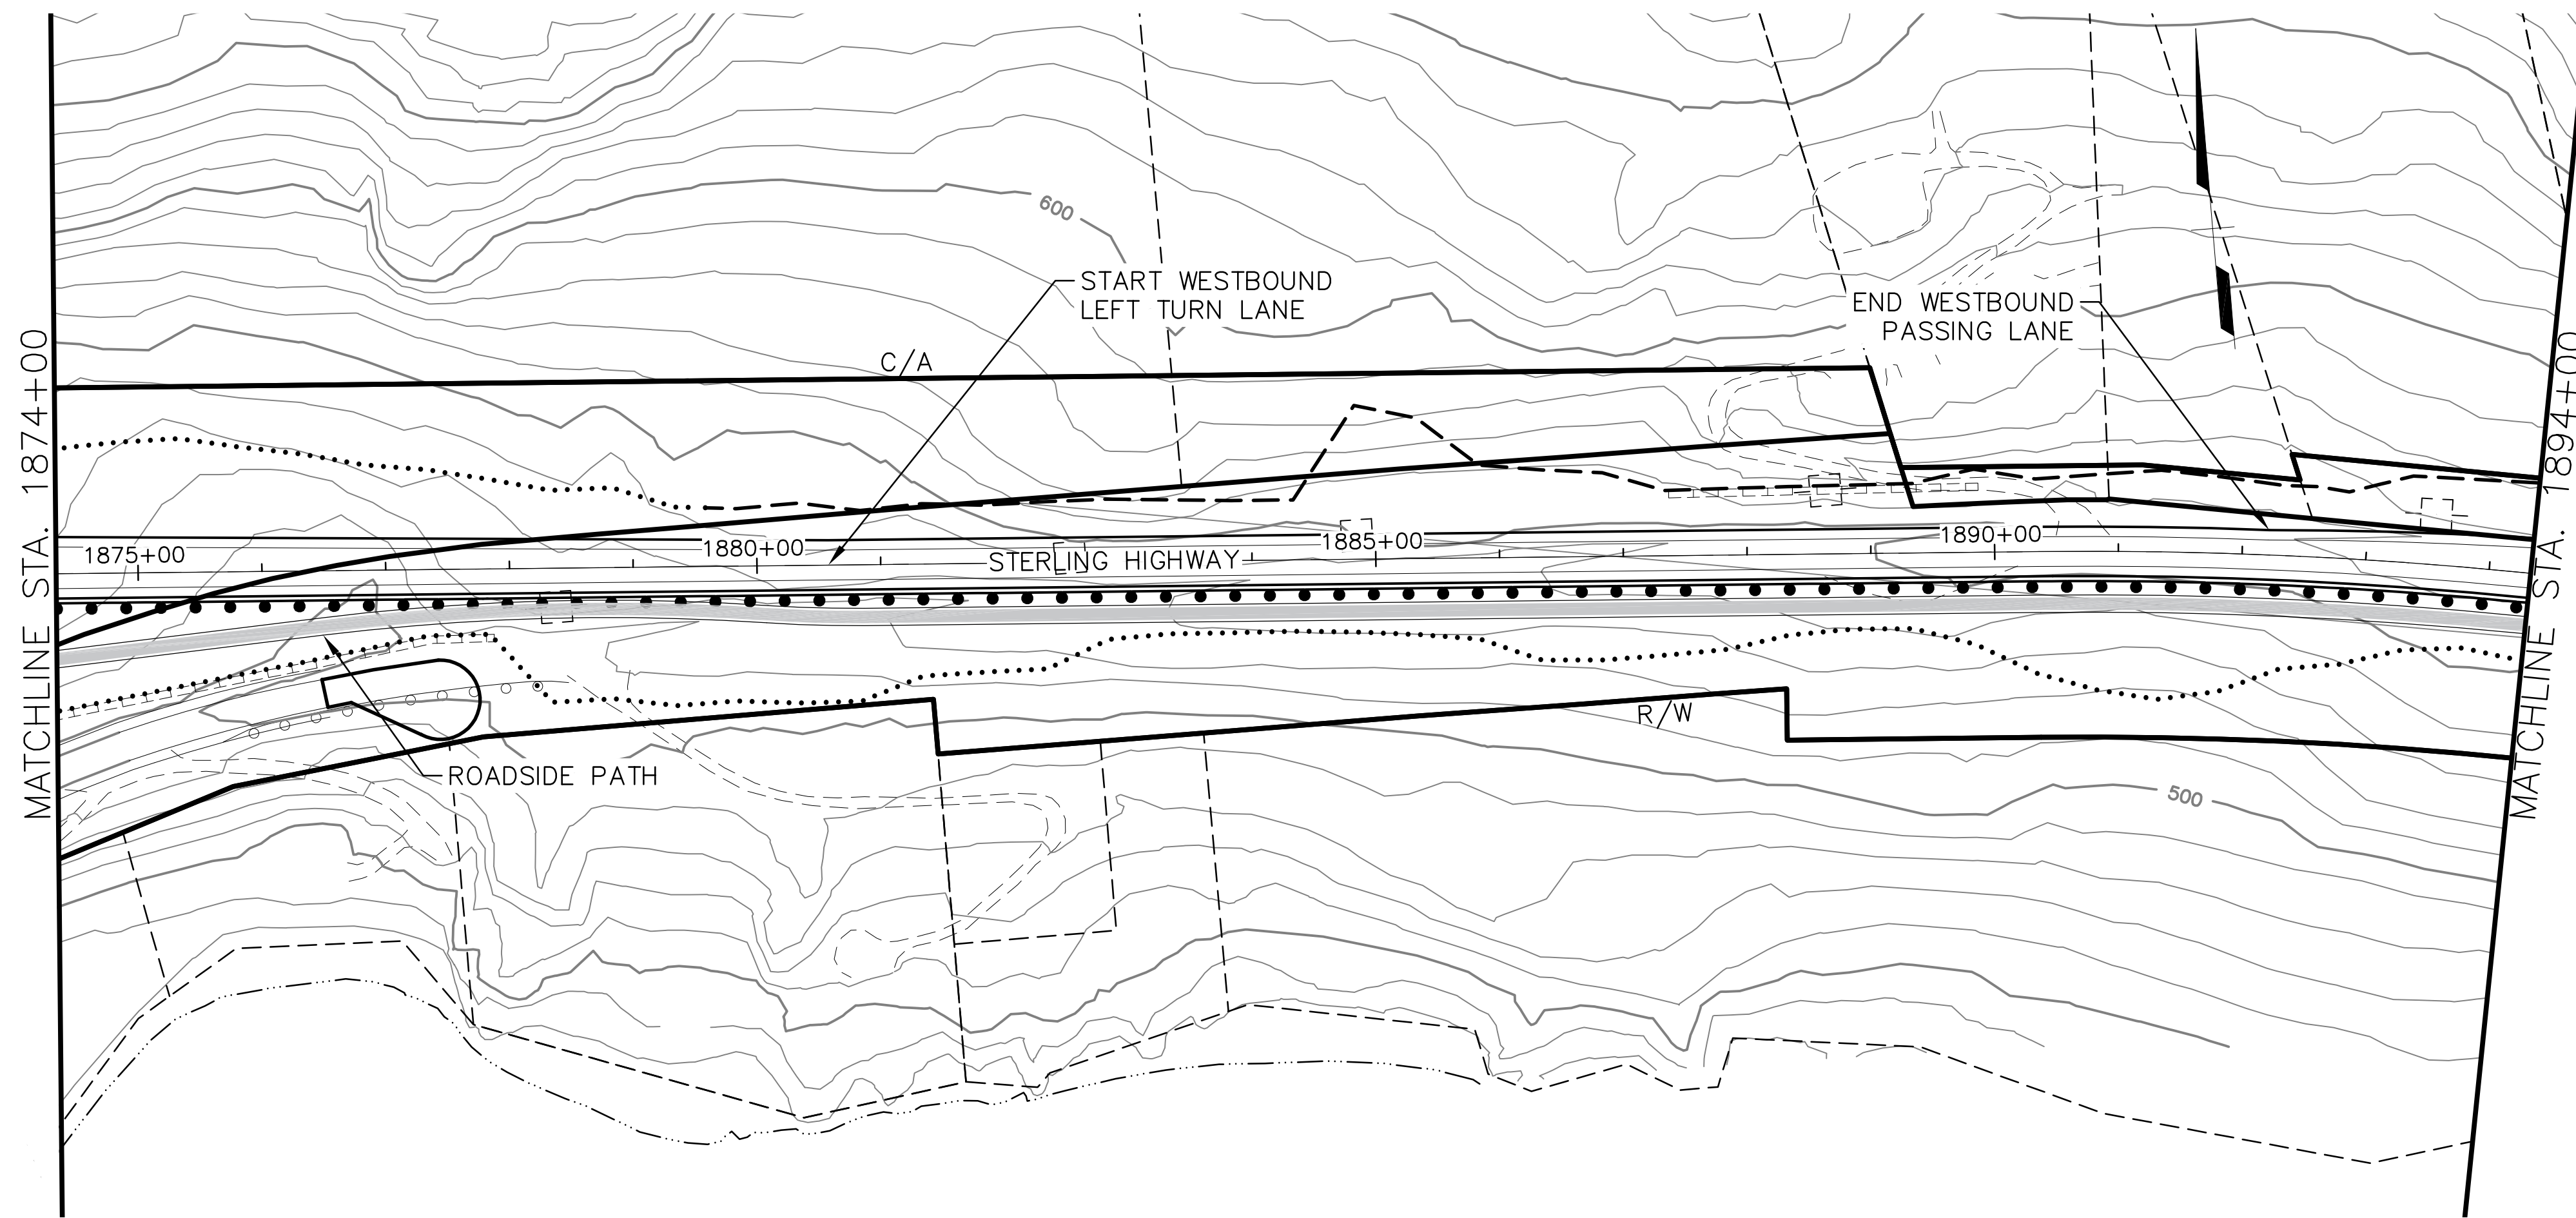 600
START WESTBOUND
LEFT TURN LANE
END WESTBOUND
PASSING LANE
C/A
MATCHLINE STA. 1874+00
MATCHLINE STA. 1894+00
1875+00
1880+00
1885+00
1890+00
STERLING HIGHWAY
R/W
ROADSIDE PATH
500